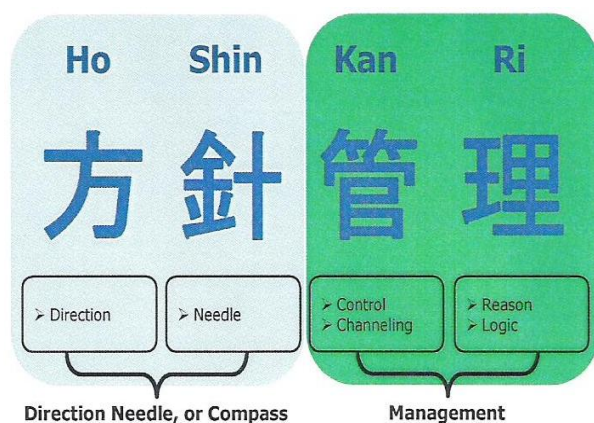 Ho Shin Kan Ri
方 針 管 理
➢ Direction
➢ Needle
➢ Control
➢ Channeling
➢ Reason
➢ Logic
Direction Needle, or Compass
Management